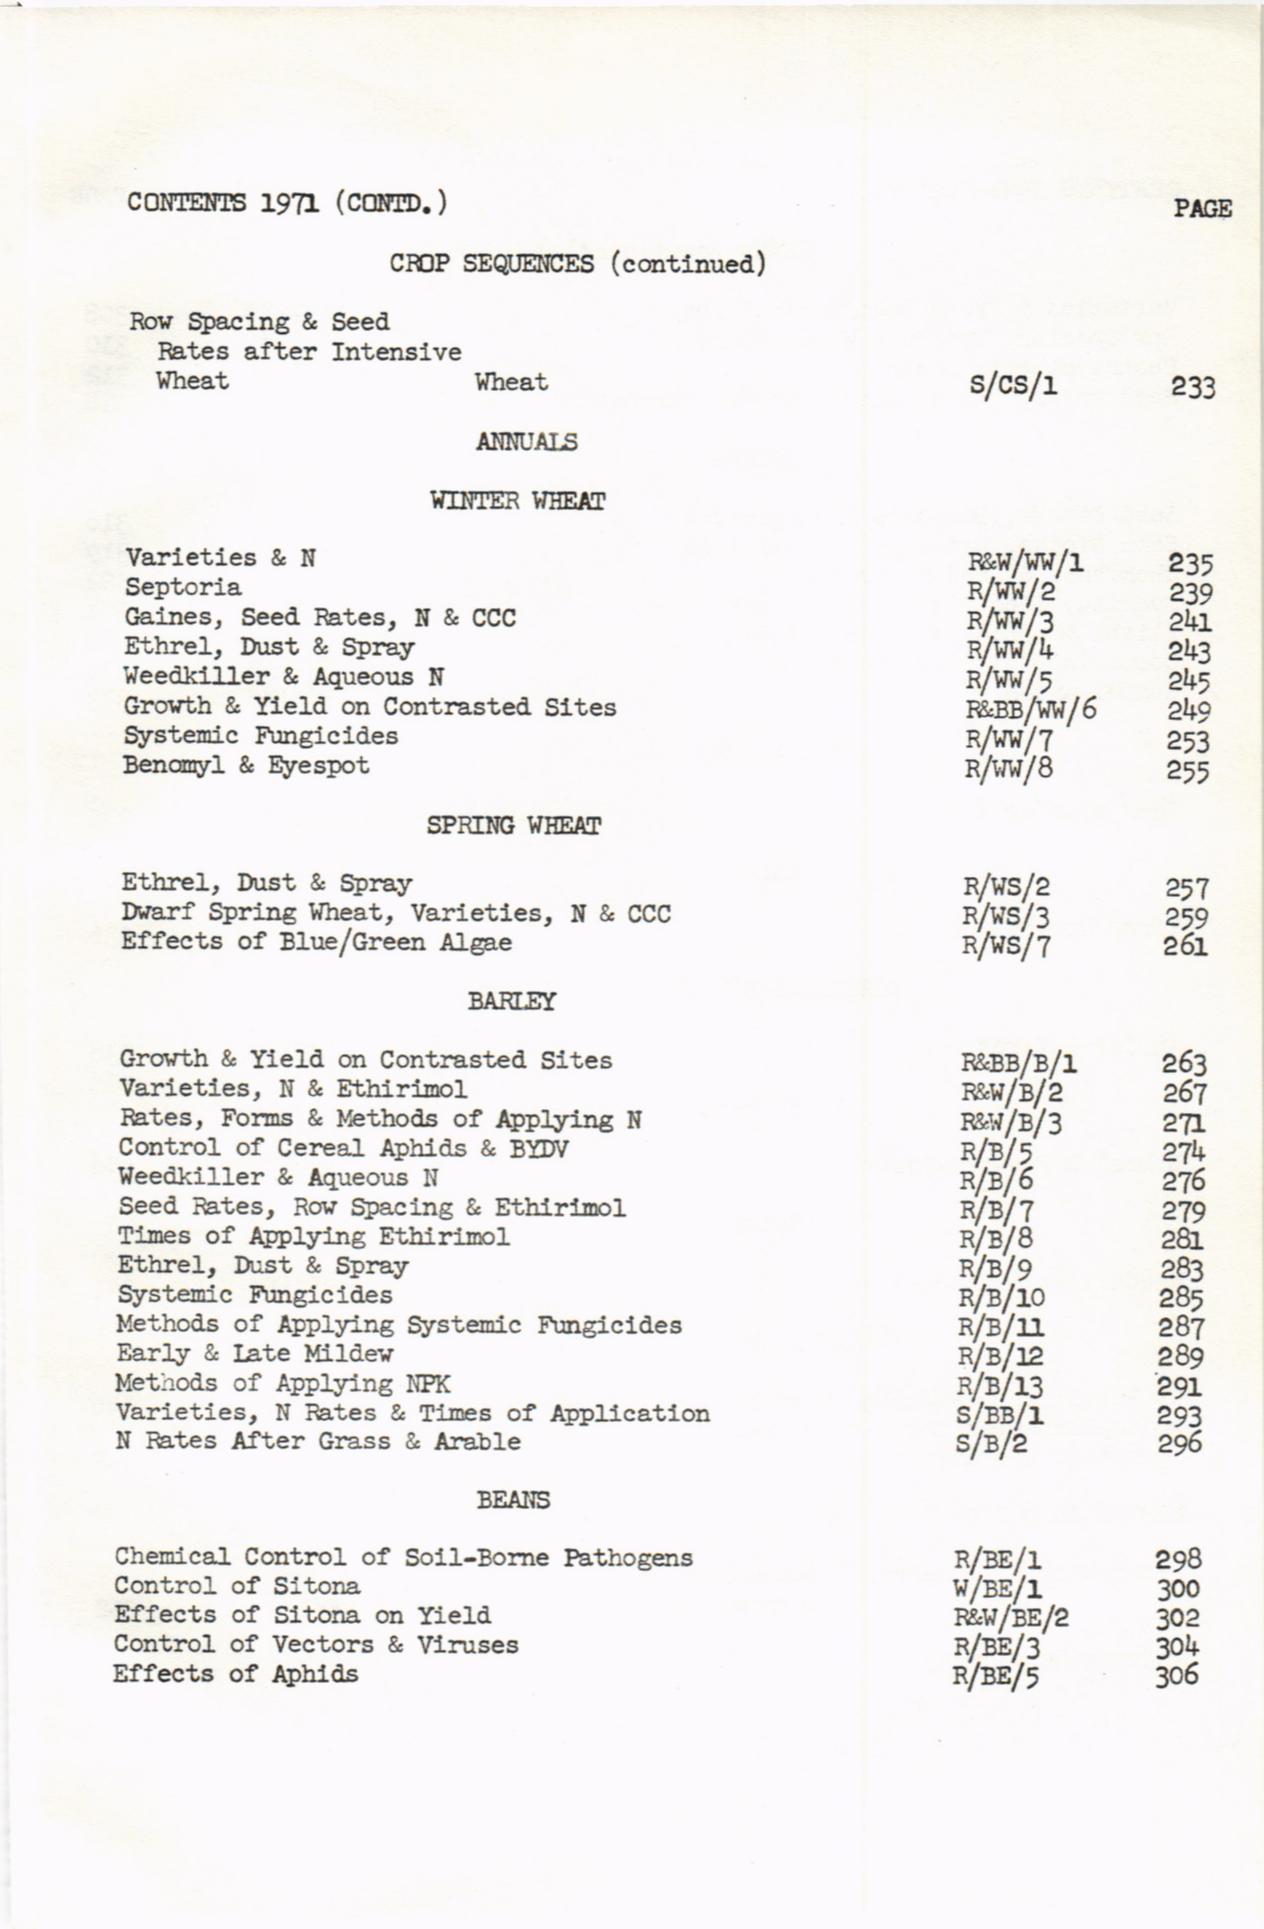 CONTENTS 1971 (CONTD.)
PAGE
CROP SEQUENCES (continued)
Row Spacing & Seed
Rates after Intensive
Wheat Wheat S/CS/1 233
ANNUALS
WINTER WHEAT
Varieties & N R&W/WW/1 235
Septoria R/WW/2 239
Gaines, Seed Rates, N & CCC R/WW/3 241
Ethrel, Dust & Spray R/WW/4 243
Weedkiller & Aqueous N R/WW/5 245
Growth & Yield on Contrasted Sites R&BB/WW/6 249
Systemic Fungicides R/WW/7 253
Benomyl & Eyespot R/WW/8 255
SPRING WHEAT
Ethrel, Dust & Spray R/WS/2 257
Dwarf Spring Wheat, Varieties, N & CCC R/WS/3 259
Effects of Blue/Green Algae R/WS/7 261
BARLEY
Growth & Yield on Contrasted Sites R&BB/B/1 263
Varieties, N & Ethirimol R&W/B/2 267
Rates, Forms & Methods of Applying N R&W/B/3 271
Control of Cereal Aphids & BYDV R/B/5 274
Weedkiller & Aqueous N R/B/6 276
Seed Rates, Row Spacing & Ethirimol R/B/7 279
Times of Applying Ethirimol R/B/8 281
Ethrel, Dust & Spray R/B/9 283
Systemic Fungicides R/B/10 285
Methods of Applying Systemic Fungicides R/B/11 287
Early & Late Mildew R/B/12 289
Methods of Applying NPK R/B/13 291
Varieties, N Rates & Times of Application S/BB/1 293
N Rates After Grass & Arable S/B/2 296
BEANS
Chemical Control of Soil-Borne Pathogens R/BE/1 298
Control of Sitona W/BE/1 300
Effects of Sitona on Yield R&W/BE/2 302
Control of Vectors & Viruses R/BE/3 304
Effects of Aphids R/BE/5 306